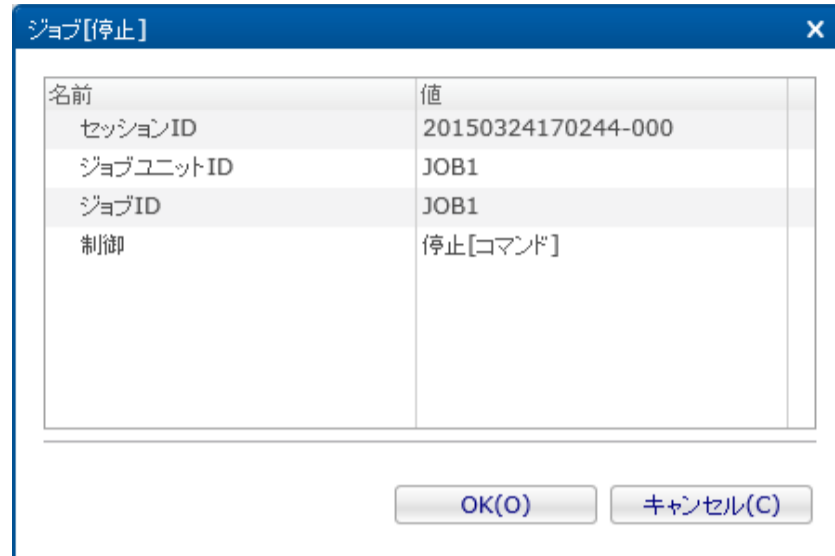 ジョブ[停止]
名前 値
セッションID 20150324170244-000
ジョブユニットID JOB1
ジョブID JOB1
制御 停止[コマンド]
OK(O) キャンセル(C)